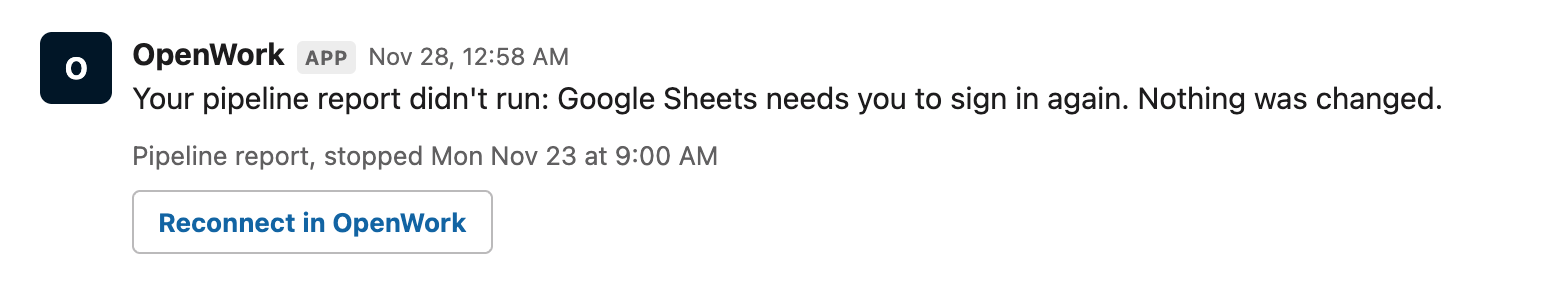 O
OpenWork APP Nov 28, 12:58 AM
Your pipeline report didn't run: Google Sheets needs you to sign in again. Nothing was changed.
Pipeline report, stopped Mon Nov 23 at 9:00 AM
Reconnect in OpenWork